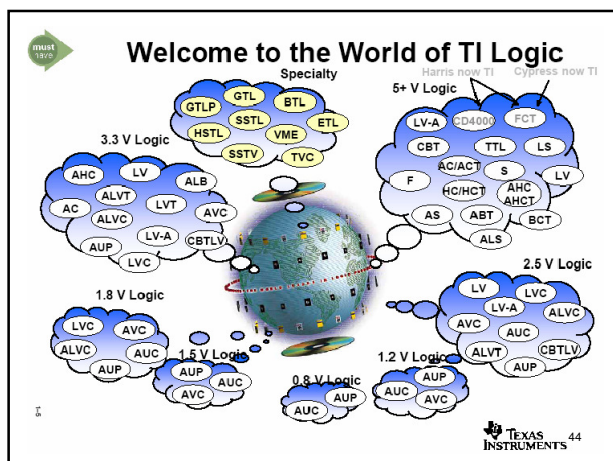 must
have
Welcome to the World of TI Logic
Harris now TI
Cypress now TI
Specialty
GTLP
GTL
BTL
HSTL
SSTL
VME
ETL
SSTV
TVC
5+ V Logic
LV-A
CD4000
FCT
CBT
TTL
LS
AC/ACT
S
F
HC/HCT
AHC
AHCT
LV
AS
ABT
BCT
ALS
3.3 V Logic
AHC
LV
ALB
ALVT
LVT
AC
ALVC
AVC
AUP
LV-A
CBTLV
LVC
2.5 V Logic
LV
LVC
LV-A
ALVC
AVC
AUC
ALVT
CBTLV
AUP
1.8 V Logic
LVC
AVC
ALVC
AUC
AUP
1.5 V Logic
AUP
AUC
AVC
0.8 V Logic
AUC
AUP
1.2 V Logic
AUP
AUC
AVC
1-5
TEXAS
INSTRUMENTS
44